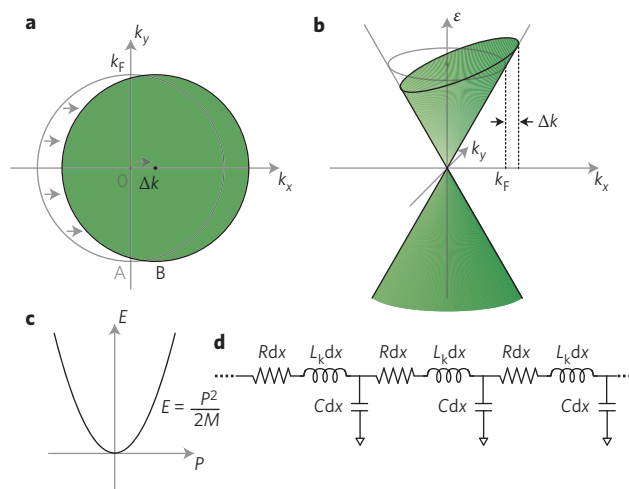 a
k_y
k_F
O
Δk
k_x
A
B
b
ε
Δk
k_y
k_F
k_x
c
E
E = P²/2M
P
d
Rdx
L_kdx
Rdx
L_kdx
Rdx
L_kdx
Cdx
Cdx
Cdx